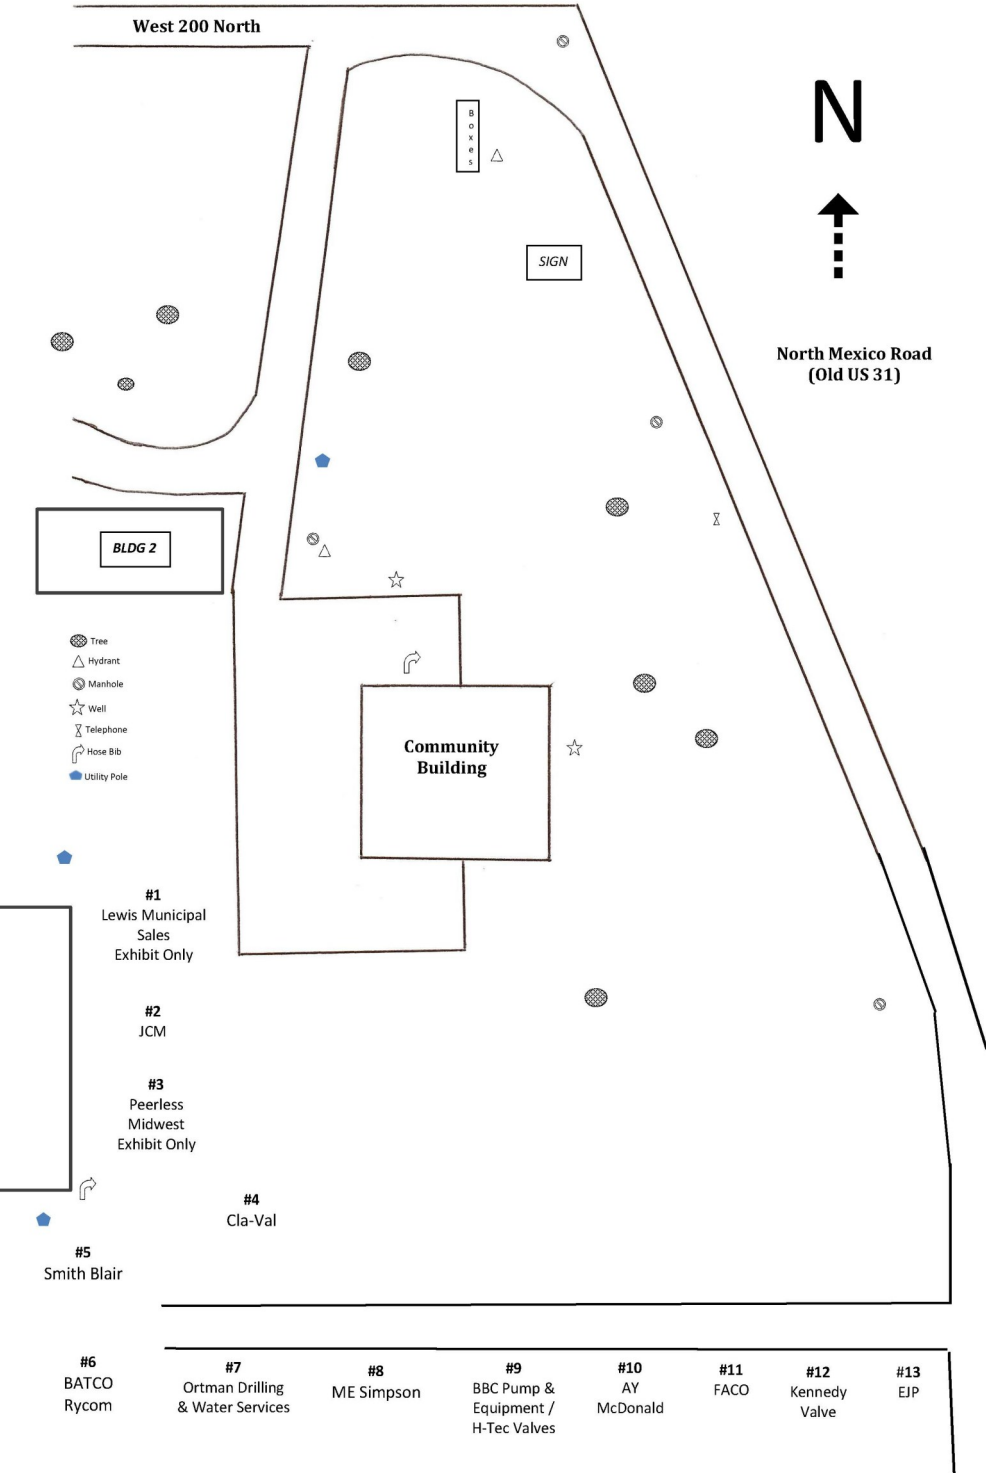 West 200 North
Boxes
N
SIGN
North Mexico Road
(Old US 31)
BLDG 2
Tree
Hydrant
Manhole
Well
Telephone
Hose Bib
Utility Pole
Community
Building
#1
Lewis Municipal
Sales
Exhibit Only
#2
JCM
#3
Peerless
Midwest
Exhibit Only
#4
Cla-Val
#5
Smith Blair
#6
BATCO
Rycom
#7
Ortman Drilling
& Water Services
#8
ME Simpson
#9
BBC Pump &
Equipment /
H-Tec Valves
#10
AY
McDonald
#11
FACO
#12
Kennedy
Valve
#13
EJP